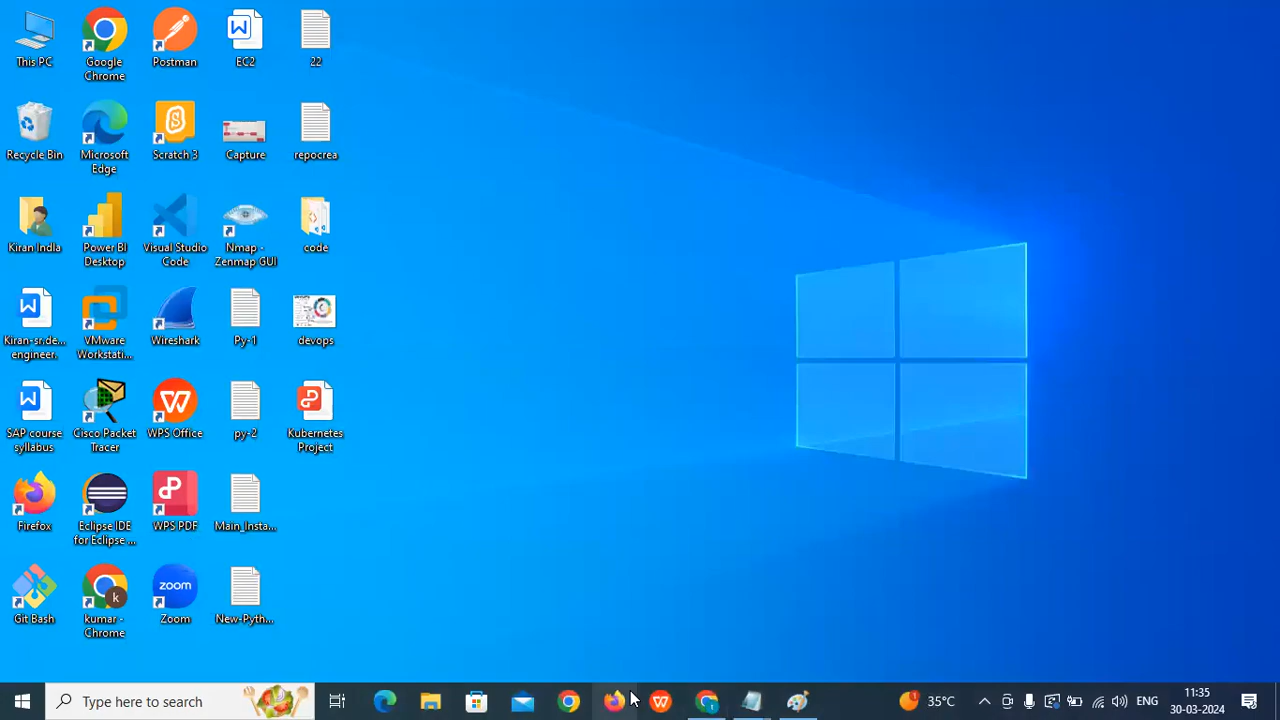 This PC
Google
Chrome
Postman
EC2
22
Recycle Bin
Microsoft
Edge
Scratch 3
Capture
repocrea
Kiran Indla
Power BI
Desktop
Visual Studio
Code
Nmap -
Zenmap GUI
code
Kiran-sr.de...
engineer.
VMware
Workstati...
Wireshark
Py-1
devops
SAP course
syllabus
Cisco Packet
Tracer
WPS Office
py-2
Kubernetes
Project
Firefox
Eclipse IDE
for Eclipse ...
WPS PDF
Main_Insta...
Git Bash
kumar -
Chrome
zoom
Zoom
New-Pyth...
Type here to search
35°C
ENG
11:35
30-03-2024